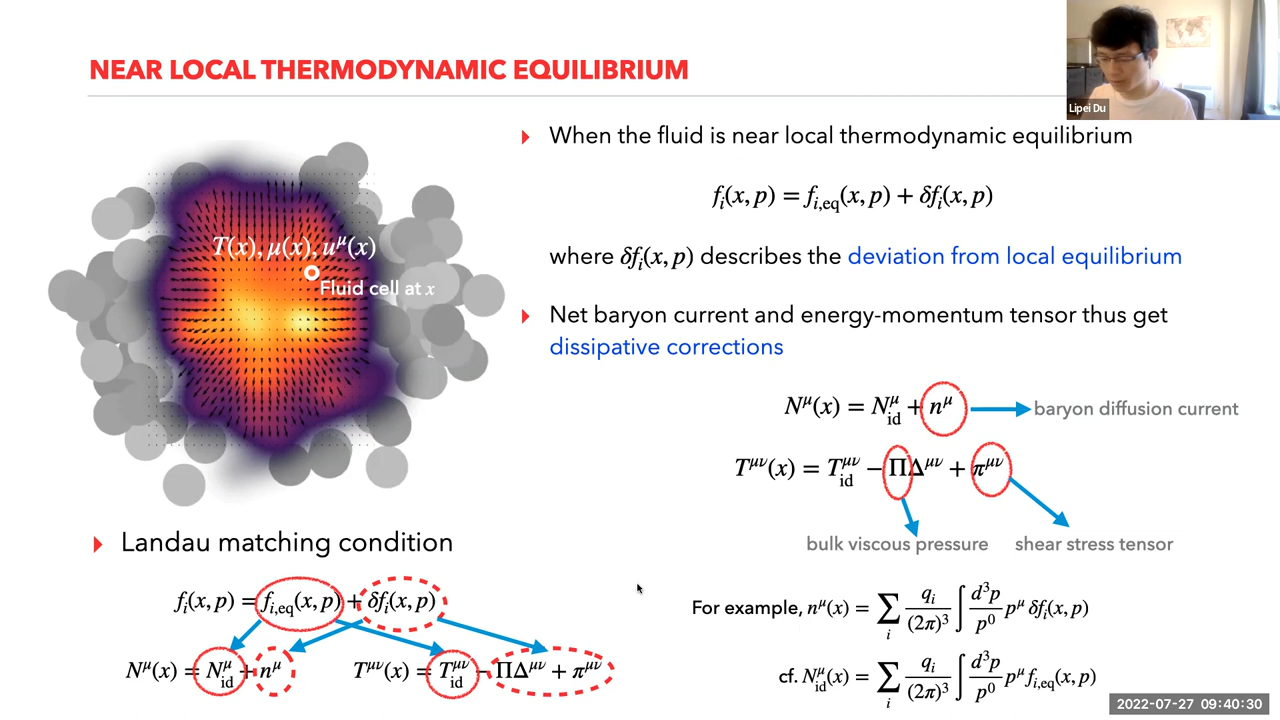 NEAR LOCAL THERMODYNAMIC EQUILIBRIUM
Lipei Du
T(x), μ(x), u^μ(x)
Fluid cell at x
When the fluid is near local thermodynamic equilibrium
f_i(x, p) = f_{i,eq}(x, p) + δf_i(x, p)
where δf_i(x, p) describes the deviation from local equilibrium
Net baryon current and energy-momentum tensor thus get
dissipative corrections
N^μ(x) = N^μ_id + n^μ
baryon diffusion current
T^{μν}(x) = T^{μν}_id − ΠΔ^{μν} + π^{μν}
bulk viscous pressure
shear stress tensor
For example, n^μ(x) = ∑_i q_i/(2π)^3 ∫ d^3p/p^0 p^μ δf_i(x, p)
cf. N^μ_id(x) = ∑_i q_i/(2π)^3 ∫ d^3p/p^0 p^μ f_{i,eq}(x, p)
Landau matching condition
f_i(x, p) = f_{i,eq}(x, p) + δf_i(x, p)
N^μ(x) = N^μ_id + n^μ
T^{μν}(x) = T^{μν}_id − ΠΔ^{μν} + π^{μν}
2022-07-27 09:40:30